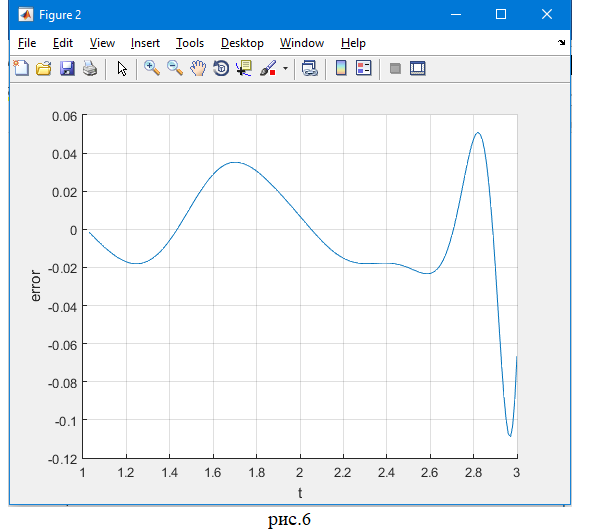 Figure 2
File Edit View Insert Tools Desktop Window Help
0.06
0.04
0.02
0
-0.02
-0.04
-0.06
-0.08
-0.1
-0.12
error
1 1.2 1.4 1.6 1.8 2 2.2 2.4 2.6 2.8 3
t
рис.6